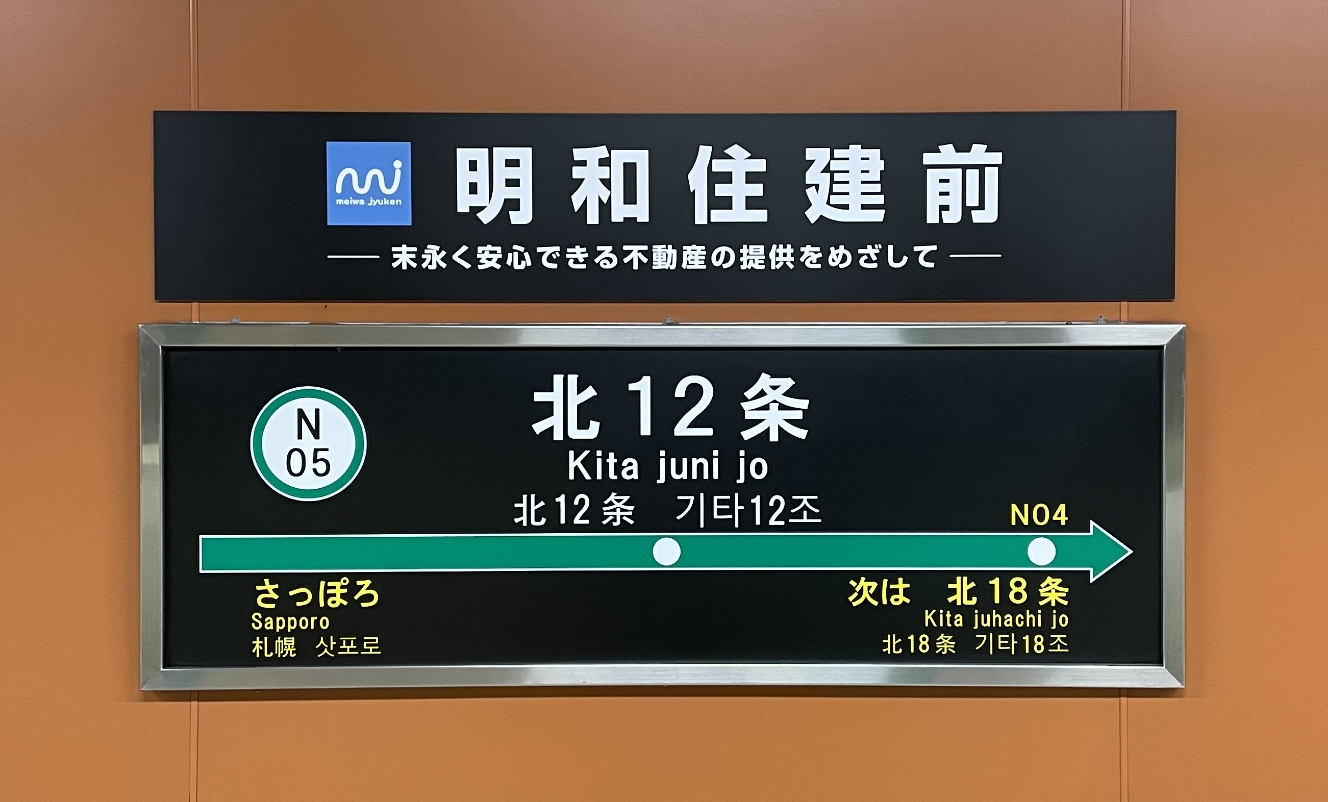 meiwa jyuken
明和住建前
末永く安心できる不動産の提供をめざして
N
05
北12条
Kita juni jo
北12条 기타12조
N04
さっぽろ
Sapporo
札幌 삿포로
次は 北18条
Kita juhachi jo
北18条 기타18조